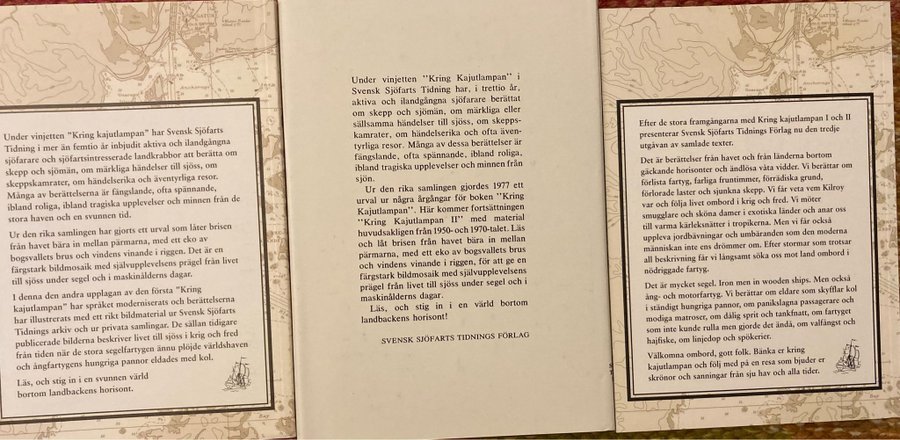 Under vinjetten "Kring kajutlampan" har Svensk Sjöfarts
Tidning i mer än femtio år inbjudit aktiva och ilandgångna
sjöfarare och sjöfartsintresserade landkrabbor att berätta om
skepp och sjömän, om märkliga händelser till sjöss, om
skeppskamrater, om händelserika och äventyrliga resor.
Många av berättelserna är fängslande, ofta spännande,
ibland roliga, ibland tragiska upplevelser och minnen från de
stora haven och en svunnen tid.
Ur den rika samlingen har gjorts ett urval som låter brisen
från havet bära in mellan pärmarna, med ett eko av
bogsvallets brus och vindens vinande i riggen. Det är en
färgstark bildmosaik med självupplevelsens prägel från livet
till sjöss under segel och i maskinålderns dagar.
I denna den andra upplagan av den första "Kring
kajutlampan" har språket moderniserats och berättelserna
har illustrerats med ett rikt bildmaterial ur Svensk Sjöfarts
Tidnings arkiv och ur privata samlingar. De sällan tidigare
publicerade bilderna beskriver livet till sjöss i krig och fred
från tiden när de stora segelfartygen ännu plöjde världshaven
och ångfartygens hungriga pannor eldades med kol.
Läs, och stig in i en svunnen värld
bortom landbackens horisont.
Under vinjetten "Kring Kajutlampan" i
Svensk Sjöfarts Tidning har, i trettio år,
aktiva och ilandgångna sjöfarare berättat
om skepp och sjömän, om märkliga eller
sällsamma händelser till sjöss, om skepps-
kamrater, om händelserika och ofta även-
tyrliga resor. Många av dessa berättelser är
fängslande, ofta spännande, ibland roliga,
ibland tragiska upplevelser och minnen från
sjön.
Ur den rika samlingen gjordes 1977 ett
urval ur några årgångar för boken "Kring
Kajutlampan". Här kommer fortsättningen
"Kring Kajutlampan II" med material
huvudsakligen från 1950- och 1970-talet. Läs
och låt brisen från havet bära in mellan
pärmarna, med ett eko av bogsvallets brus
och vindens vinande i riggen, för att ge en
färgstark bildmosaik med självupplevelsens
prägel från livet till sjöss under segel och i
maskinålderns dagar.
Läs, och stig in i en värld bortom
landbackens horisont!
SVENSK SJÖFARTS TIDNINGS FÖRLAG
Efter de stora framgångarna med Kring kajutlampan I och II
presenterar Svensk Sjöfarts Tidnings Förlag nu den tredje
utgåvan av samlade texter.
Det är berättelser från havet och från länderna bortom
gäckande horisonter och ändlösa våta vidder. Vi berättar om
förlista fartyg, farliga fruntimmer, förrädiska grund,
förlorade laster och sjunkna skepp. Vi får veta vem Kilroy
var och följa livet ombord i krig och fred. Vi möter
smugglare och sköna damer i exotiska länder och anar oss
till varma kärleksnätter i tropikerna. Men vi får också
uppleva jordbävningar och umbäranden som den moderna
människan inte ens drömmer om. Efter stormar som trotsar
all beskrivning får vi långsamt söka oss mot land ombord i
nödriggade fartyg.
Det är mycket segel. Iron men in wooden ships. Men också
ång- och motorfartyg. Vi berättar om eldare som skyfflar kol
i ständigt hungriga pannor, om panikslagna passagerare och
modiga matroser, om dålig sprit och tankfnatt, om fartyget
som inte kunde rulla men gjorde det ändå, om valfångst och
hajfiske, om linjedop och spökerier.
Välkomna ombord, gott folk. Bänka er kring
kajutlampan och följ med på en resa som bjuder er
skrönor och sanningar från sju hav och alla tider.